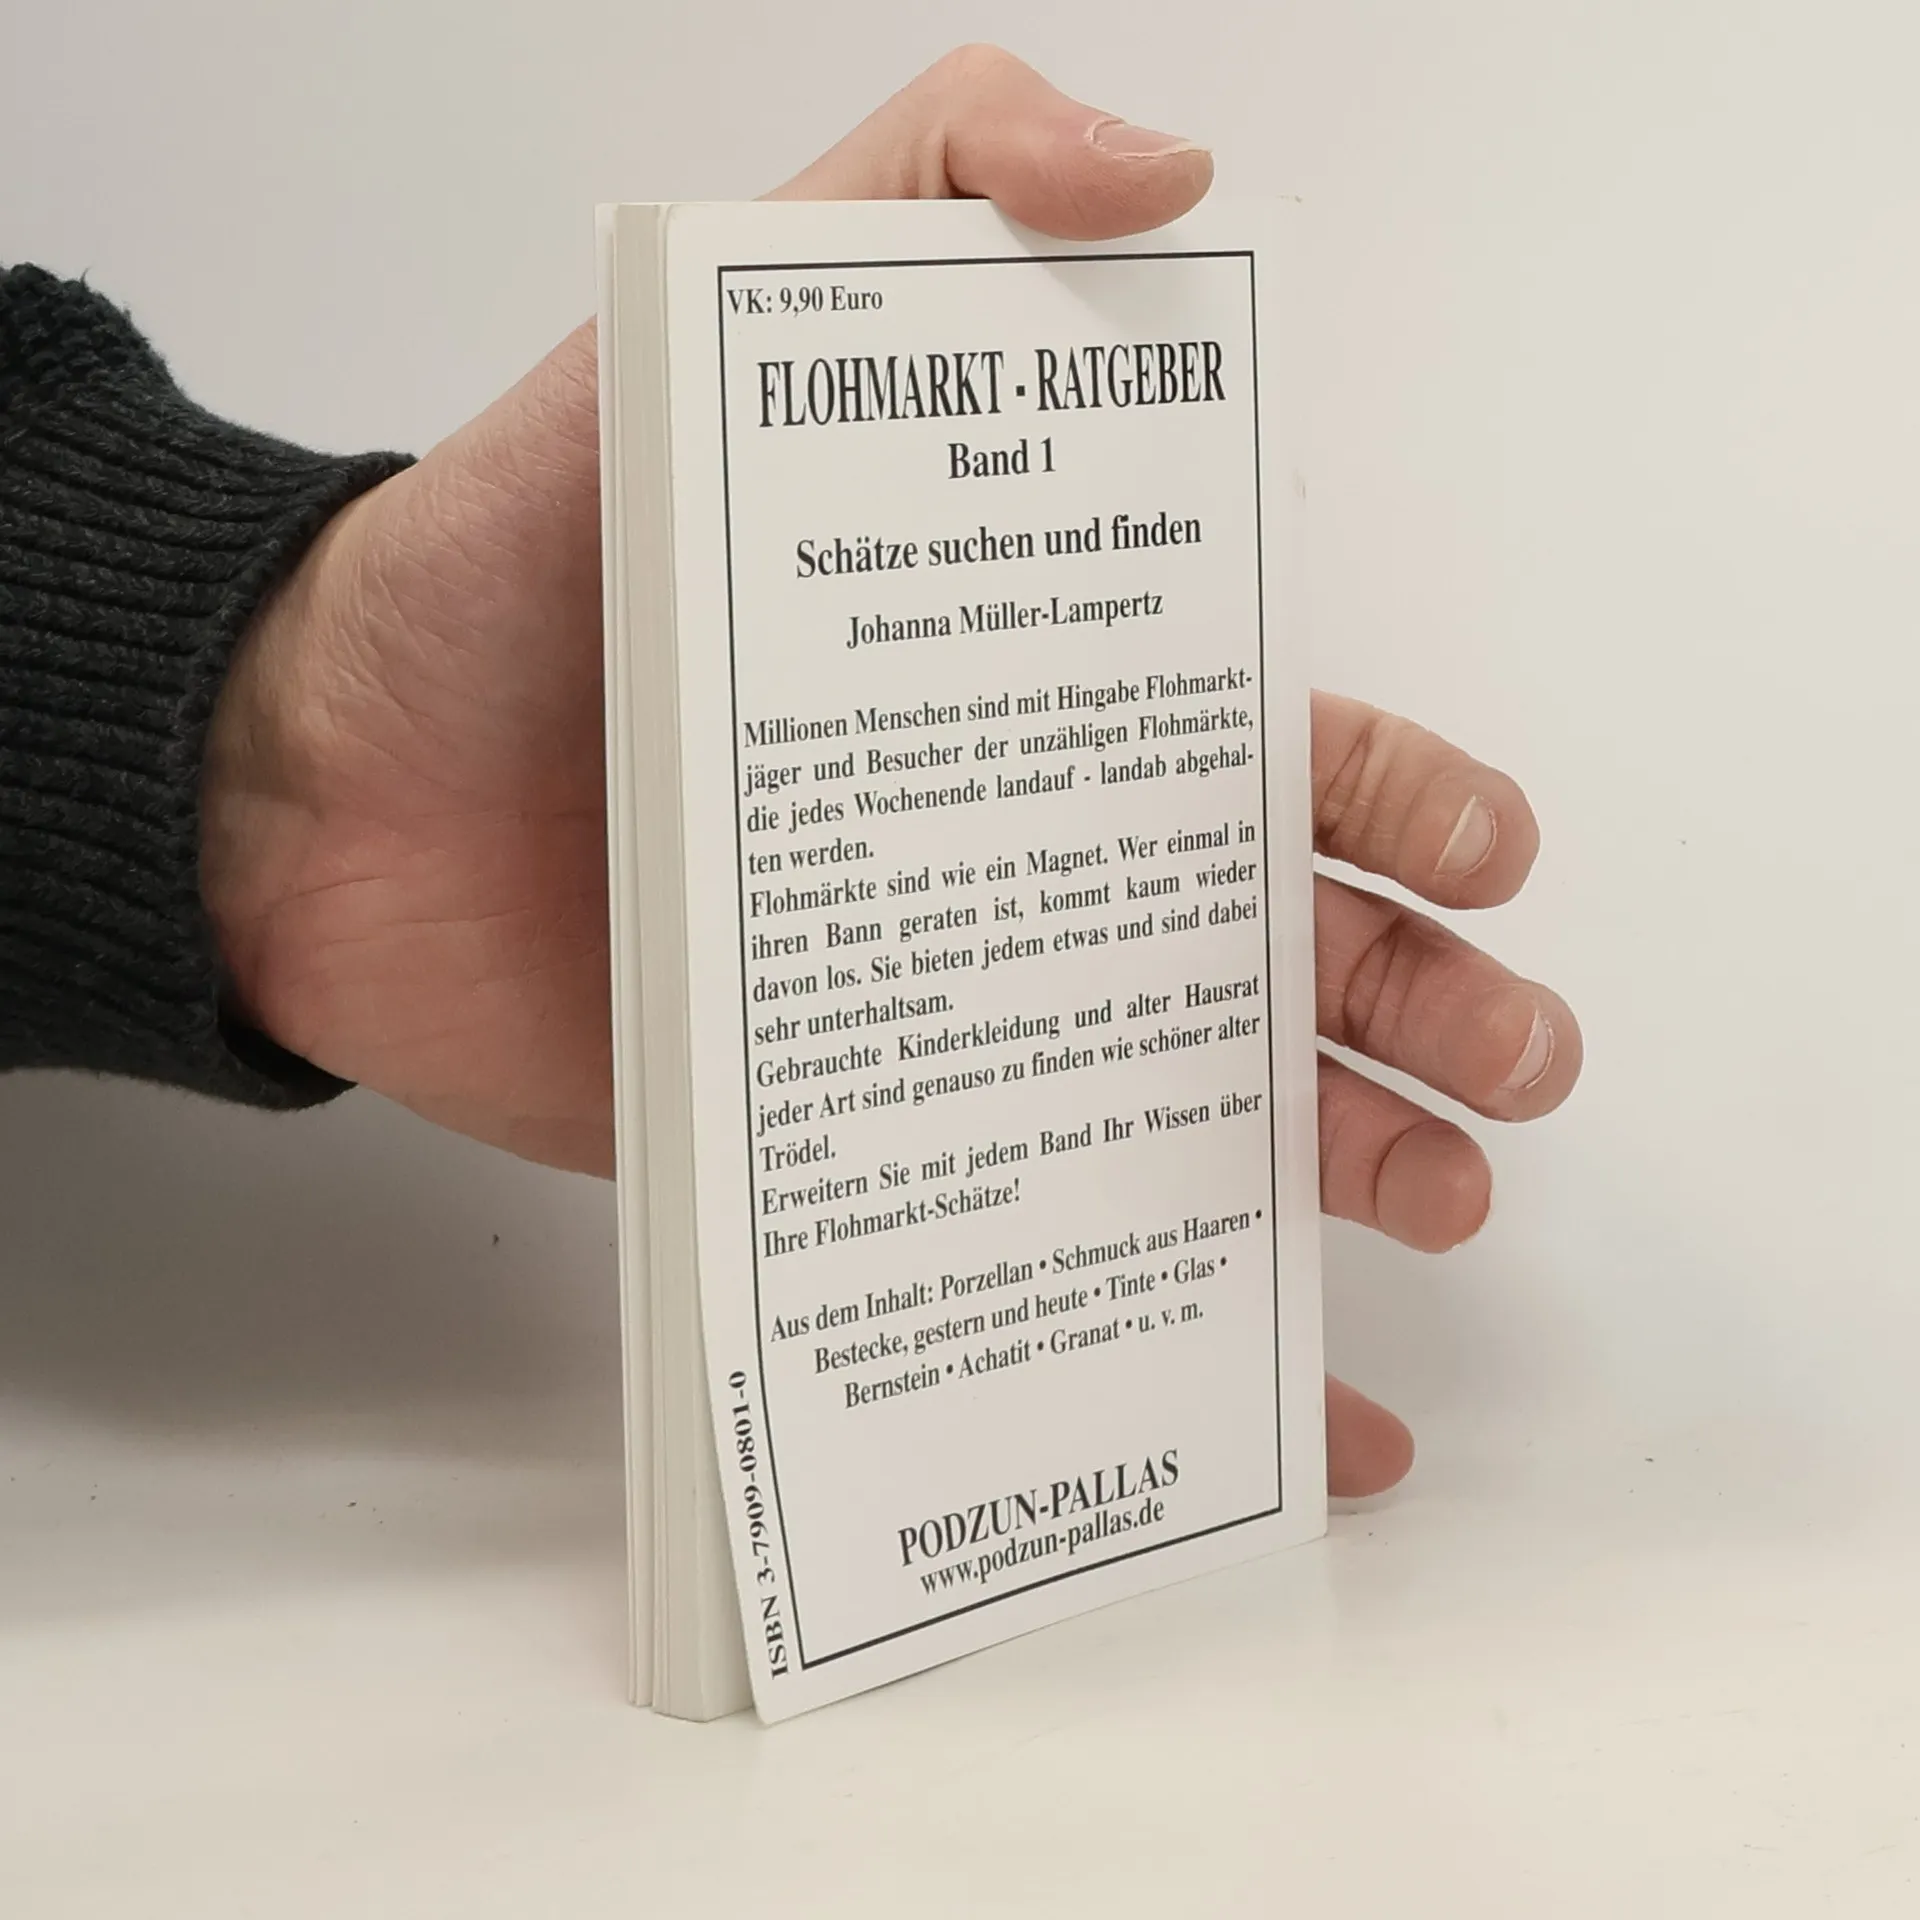 VK: 9,90 Euro
FLOHMARKT - RATGEBER
Band 1
Schätze suchen und finden
Johanna Müller-Lampertz
Millionen Menschen sind mit Hingabe Flohmarkt-
jäger und Besucher der unzähligen Flohmärkte,
die jedes Wochenende landauf - landab abgehal-
ten werden.
Flohmärkte sind wie ein Magnet. Wer einmal in
ihren Bann geraten ist, kommt kaum wieder
davon los. Sie bieten jedem etwas und sind dabei
sehr unterhaltsam.
Gebrauchte Kinderkleidung und alter Hausrat
jeder Art sind genauso zu finden wie schöner alter
Trödel.
Erweitern Sie mit jedem Band Ihr Wissen über
Ihre Flohmarkt-Schätze!
Aus dem Inhalt: Porzellan • Schmuck aus Haaren •
Bestecke, gestern und heute • Tinte • Glas •
Bernstein • Achatit • Granat • u. v. m.
PODZUN-PALLAS
www.podzun-pallas.de
ISBN 3-7909-0801-0